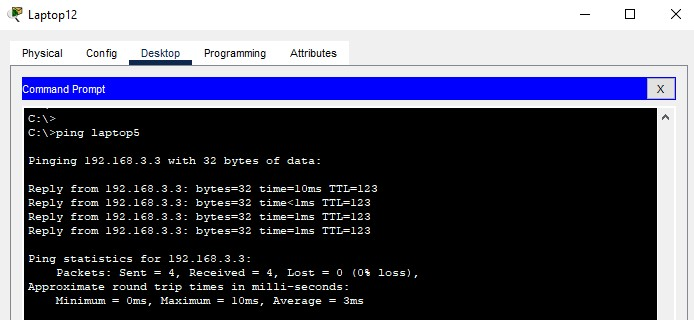 Laptop12
Physical Config Desktop Programming Attributes
Command Prompt X
C:\>
C:\>ping laptop5
Pinging 192.168.3.3 with 32 bytes of data:
Reply from 192.168.3.3: bytes=32 time=10ms TTL=123
Reply from 192.168.3.3: bytes=32 time<1ms TTL=123
Reply from 192.168.3.3: bytes=32 time=1ms TTL=123
Reply from 192.168.3.3: bytes=32 time=1ms TTL=123
Ping statistics for 192.168.3.3:
Packets: Sent = 4, Received = 4, Lost = 0 (0% loss),
Approximate round trip times in milli-seconds:
Minimum = 0ms, Maximum = 10ms, Average = 3ms